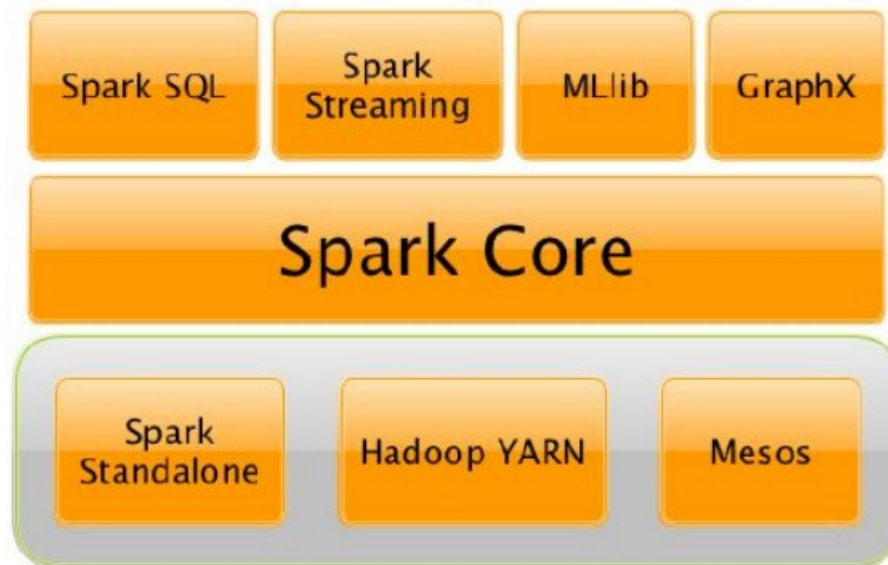 Spark SQL
Spark
Streaming
MLlib
GraphX
Spark Core
Spark
Standalone
Hadoop YARN
Mesos